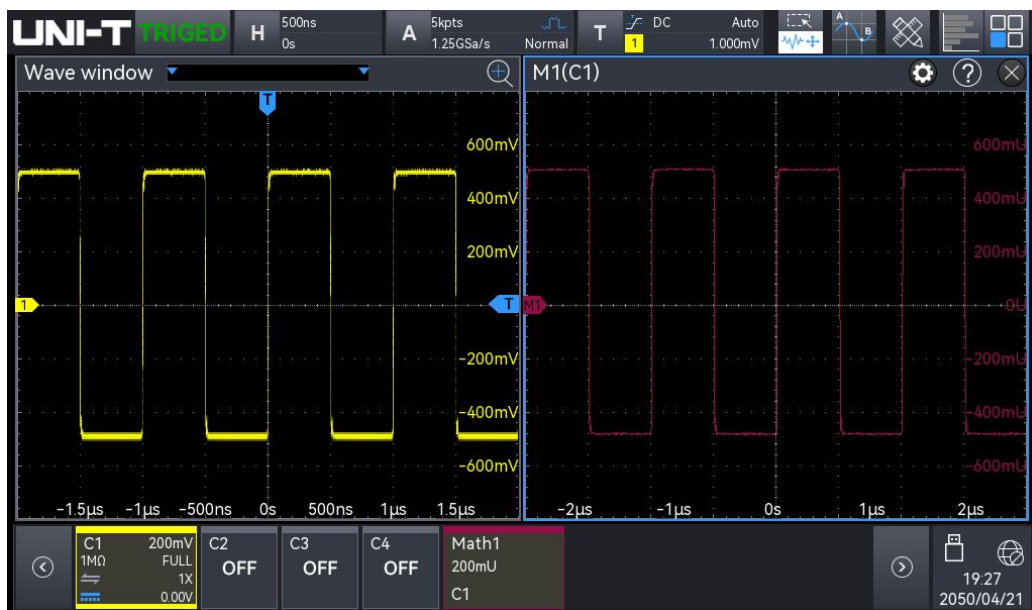 UNI-T TRIGED H 500ns 0s A 5kpts 1.25GSa/s Normal T DC 1 Auto 1.000mV A B
Wave window M1(C1)
T
600mV 600mU
400mV 400mU
200mV 200mU
1 T M1 0U
-200mV -200mU
-400mV -400mU
-600mV -600mU
-1.5µs -1µs -500ns 0s 500ns 1µs 1.5µs -2µs -1µs 0s 1µs 2µs
C1 200mV C2 C3 C4 Math1
1MΩ FULL OFF OFF OFF 200mU
1X
0.00V C1
19:27
2050/04/21